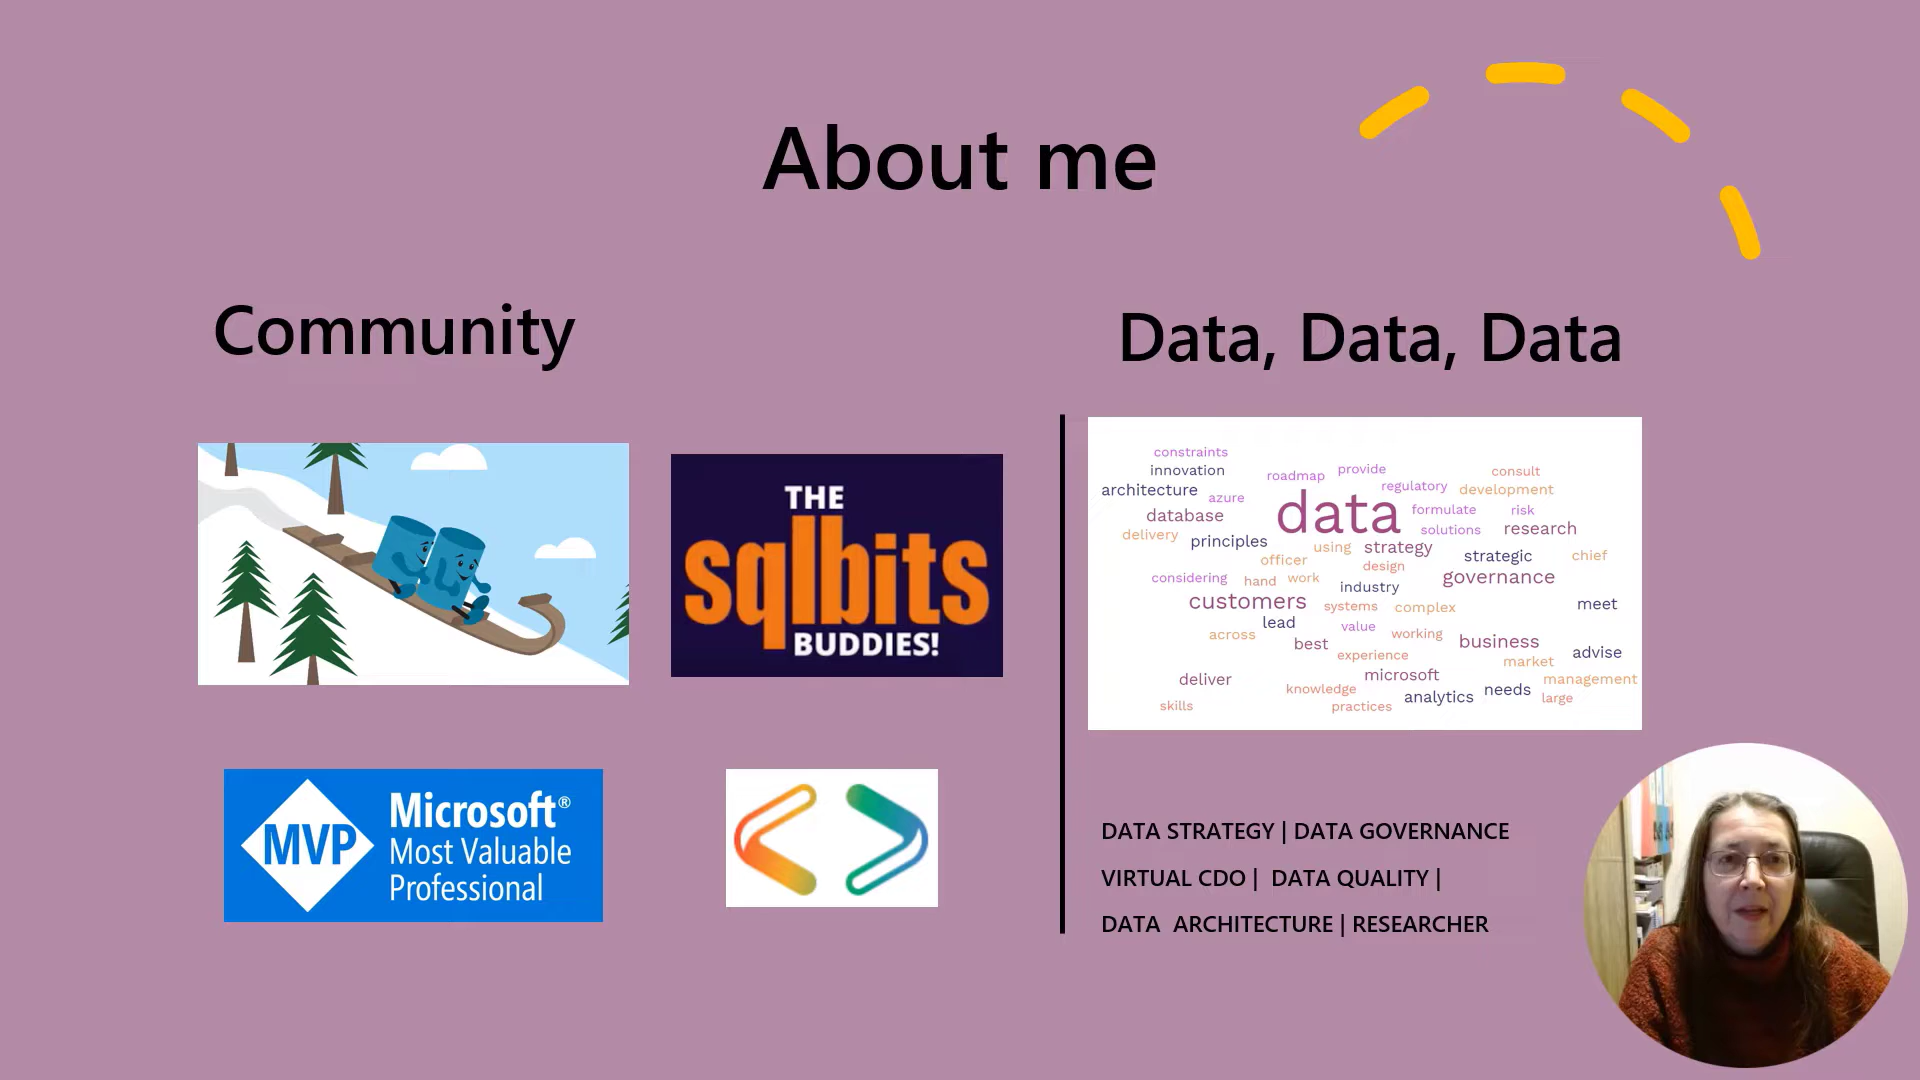 About me
Community
Data, Data, Data
THE
sqlbits
BUDDIES!
MVP
Microsoft®
Most Valuable
Professional
constraints
innovation
roadmap provide
consult
architecture azure
regulatory development
data
database
formulate risk
delivery principles
solutions research
officer using strategy
strategic chief
design
considering hand work industry
governance
customers systems complex
meet
lead
across value working
best
business
experience
market advise
deliver
microsoft
management
knowledge
analytics needs large
skills
practices
DATA STRATEGY | DATA GOVERNANCE
VIRTUAL CDO | DATA QUALITY |
DATA ARCHITECTURE | RESEARCHER